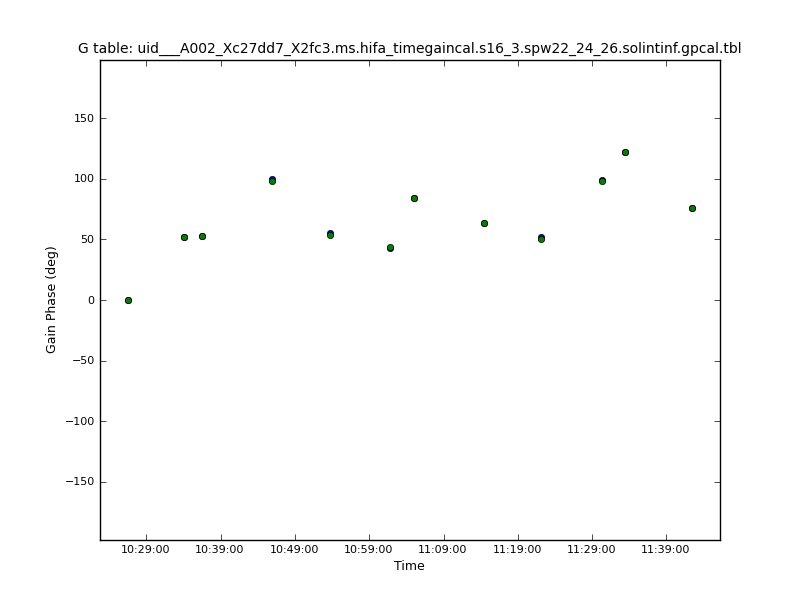 G table: uid___A002_Xc27dd7_X2fc3.ms.hifa_timegaincal.s16_3.spw22_24_26.solintinf.gpcal.tbl
150
100
50
0
−50
−100
−150
Gain Phase (deg)
10:29:00 10:39:00 10:49:00 10:59:00 11:09:00 11:19:00 11:29:00 11:39:00
Time